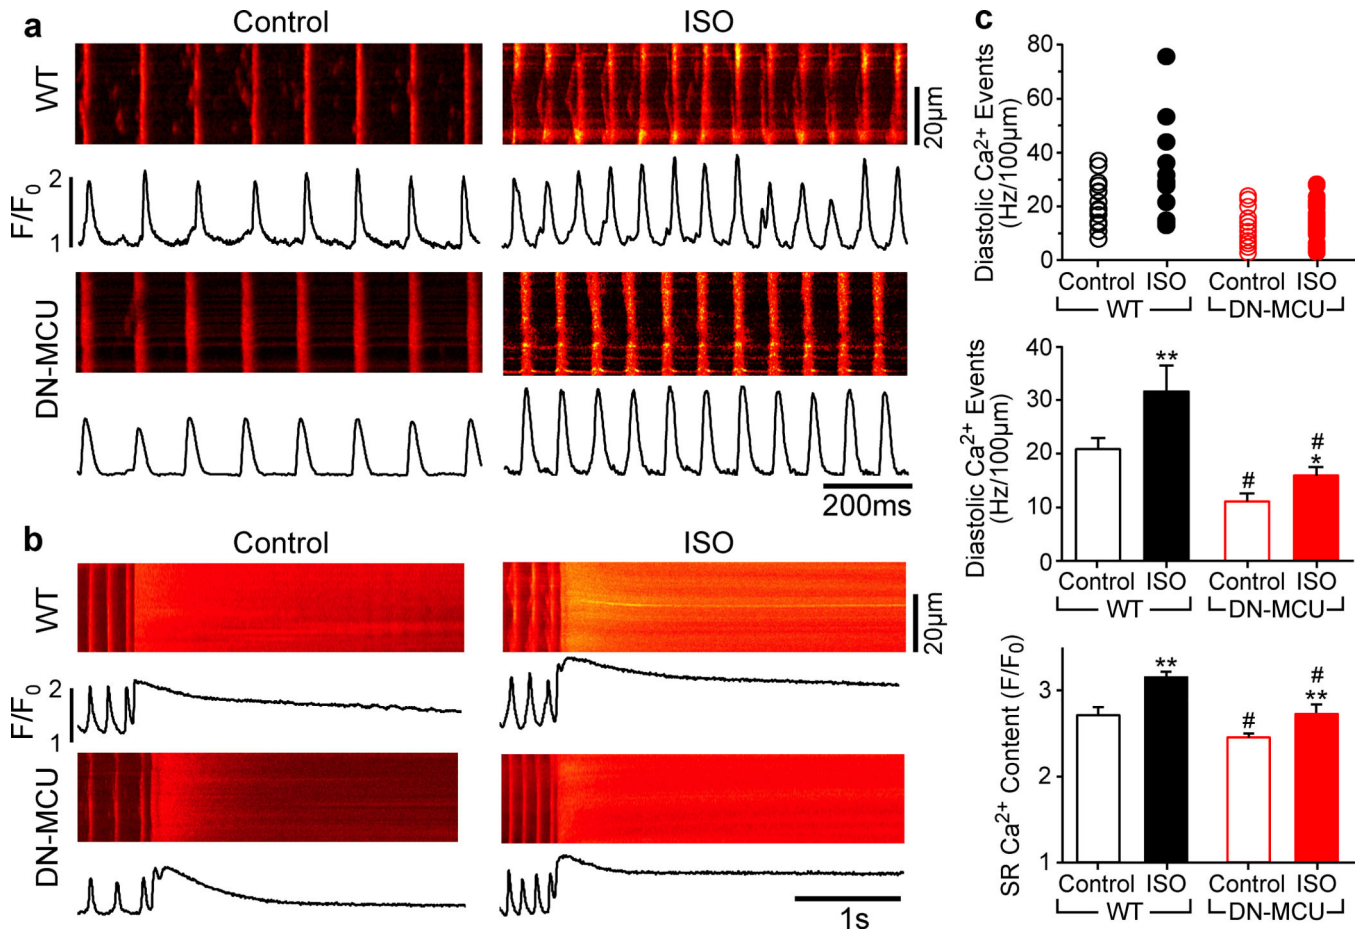 a
Control
ISO
WT
20µm
F/F0
2
1
DN-MCU
200ms
b
Control
ISO
WT
20µm
F/F0
2
1
DN-MCU
1s
c
Diastolic Ca2+ Events
(Hz/100µm)
80
60
40
20
0
Control ISO Control ISO
WT DN-MCU
Diastolic Ca2+ Events
(Hz/100µm)
40
30
20
10
0
**
#
#
*
Control ISO Control ISO
WT DN-MCU
SR Ca2+ Content (F/F0)
3
2
1
**
#
#
**
Control ISO Control ISO
WT DN-MCU